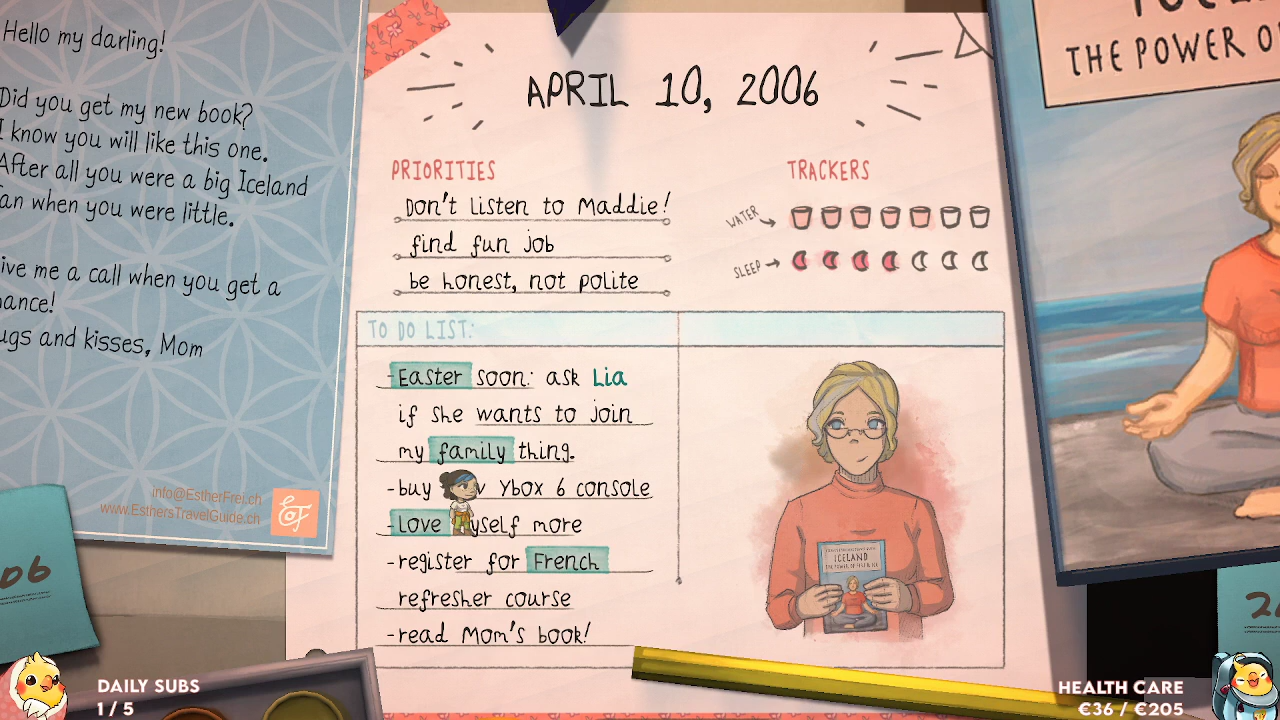 Hello my darling!
Did you get my new book?
I know you will like this one.
After all you were a big Iceland
fan when you were little.
ive me a call when you get a
ance!
ugs and kisses, Mom
info@EstherFrei.ch
www.EsthersTravelGuide.ch
APRIL 10, 2006
PRIORITIES
Don't listen to Maddie!
find fun job
be honest, not polite
TRACKERS
WATER
SLEEP
TO DO LIST:
-Easter soon: ask Lia
if she wants to join
my family thing.
-buy Ybox 6 console
-Love yself more
-register for French
refresher course
-read Mom's book!
ICELAND
THE POWER O
06
DAILY SUBS
1 / 5
HEALTH CARE
€36 / €205